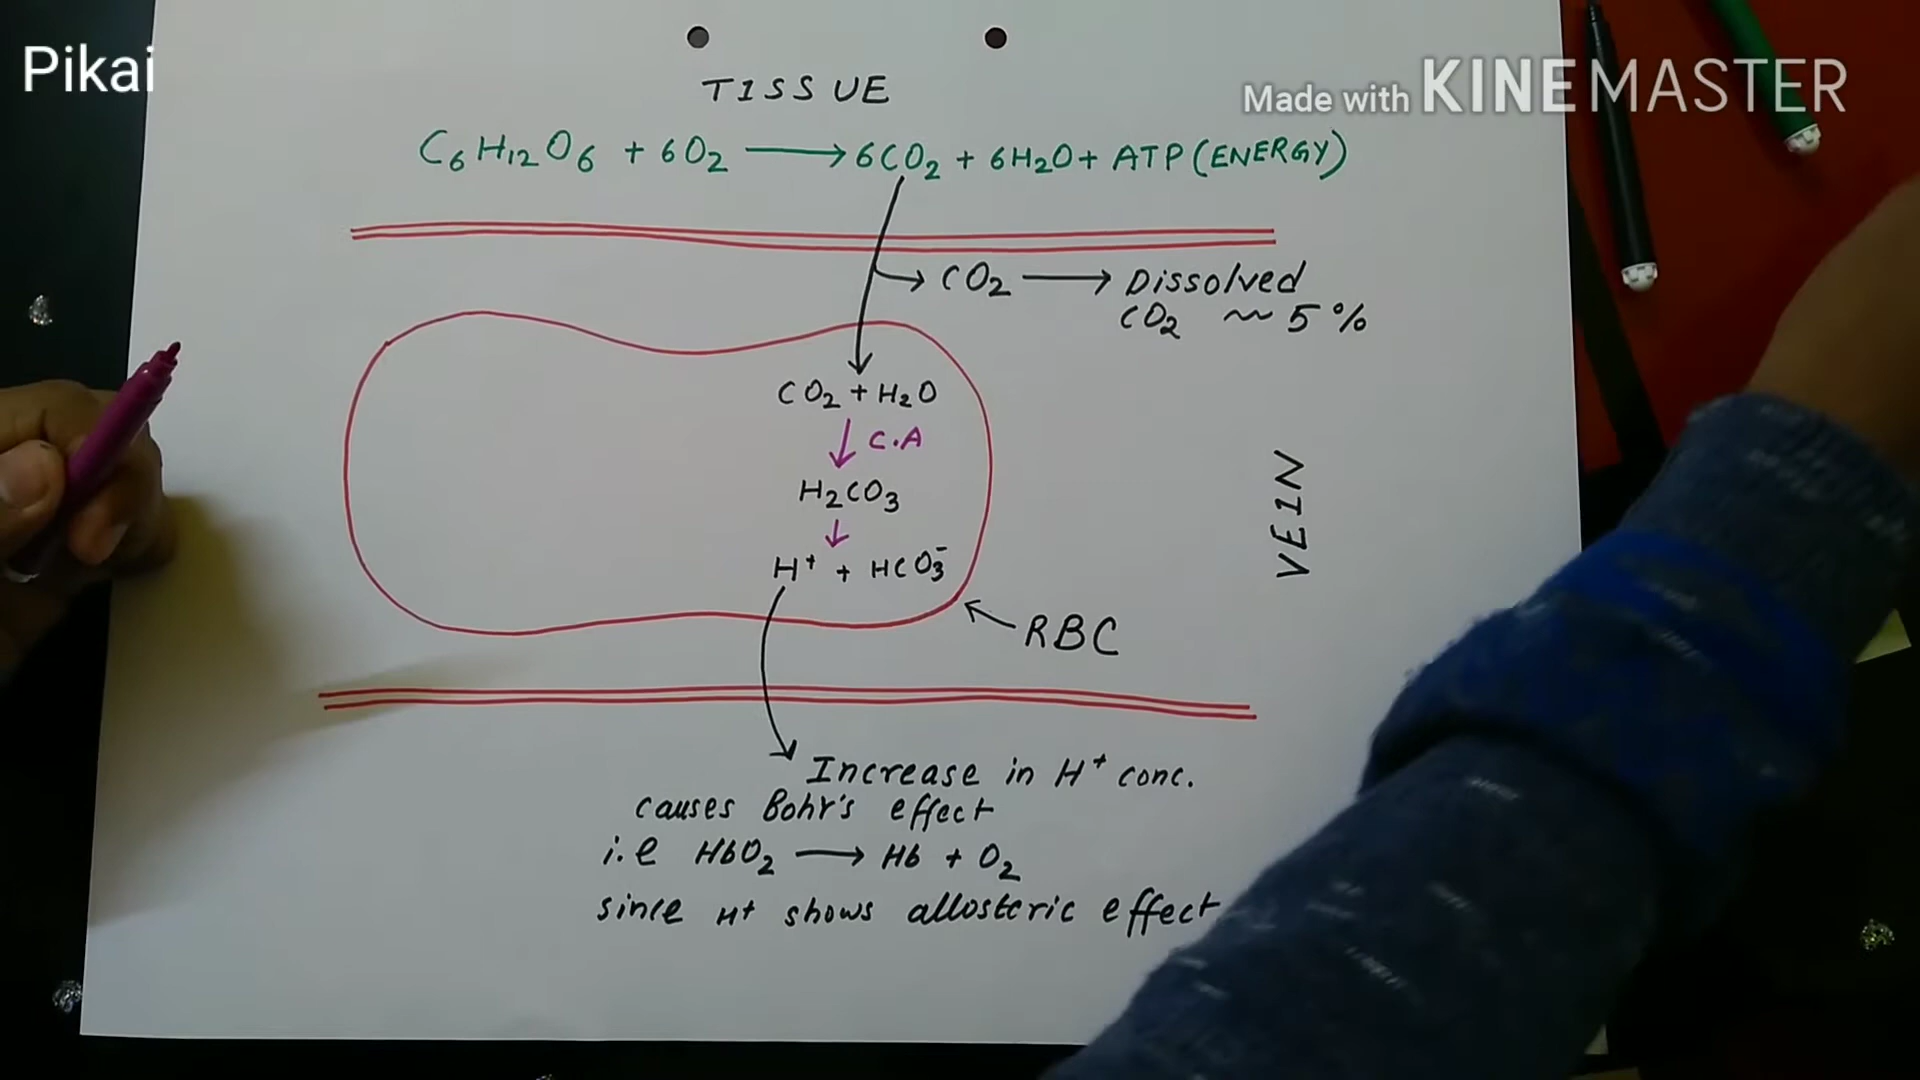 Pikai
Made with KINEMASTER
TISSUE
C₆H₁₂O₆ + 6O₂ ⟶ 6CO₂ + 6H₂O + ATP (ENERGY)
CO₂ ⟶ Dissolved
CO₂ ~~ 5 %
CO₂ + H₂O
↓ C.A
H₂CO₃
↓
H⁺ + HCO₃⁻
VEIN
RBC
Increase in H⁺ conc.
causes Bohr's effect
i.e HbO₂ ⟶ Hb + O₂
since H⁺ shows allosteric effect